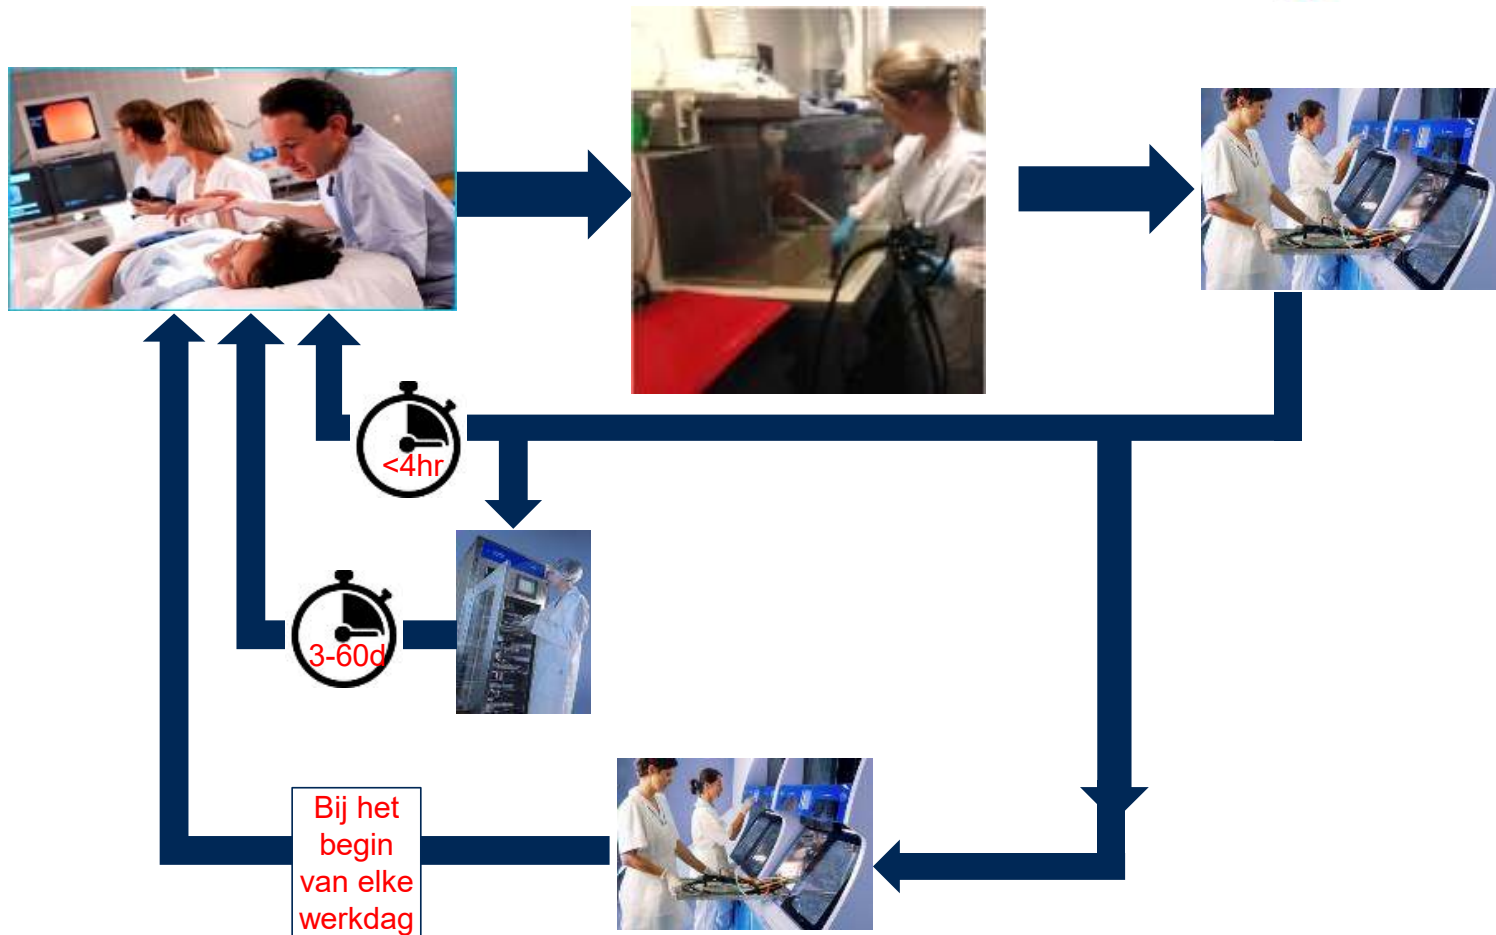 <4hr
3-60d
Bij het
begin
van elke
werkdag